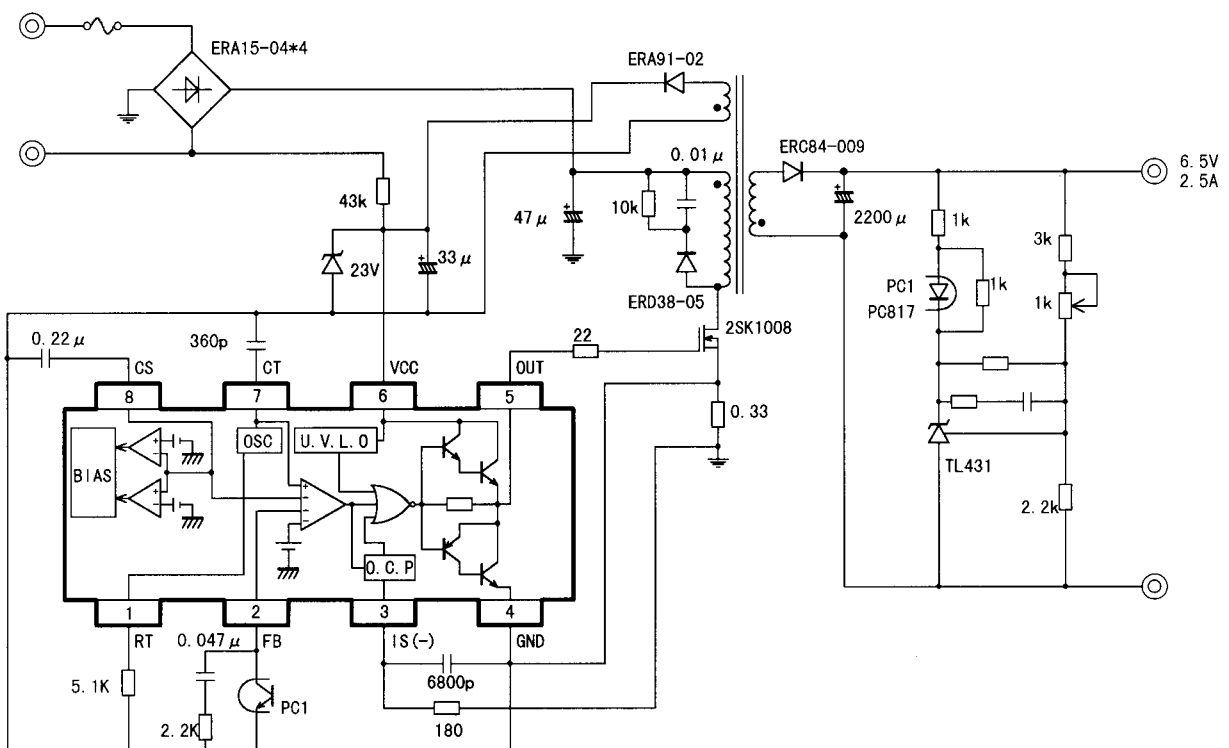 ERA15-04*4
ERA91-02
ERC84-009
6.5V
2.5A
0.01μ
43k
47μ
10k
2200μ
1k
3k
23V
33μ
PC1
PC817
1k
1k
ERD38-05
0.22μ
360p
22
2SK1008
CS
CT
VCC
OUT
8
7
6
5
0.33
OSC
U.V.L.O
BIAS
TL431
2.2k
O.C.P
1
2
3
4
RT
0.047μ
FB
IS(-)
GND
5.1K
6800p
2.2K
PC1
180